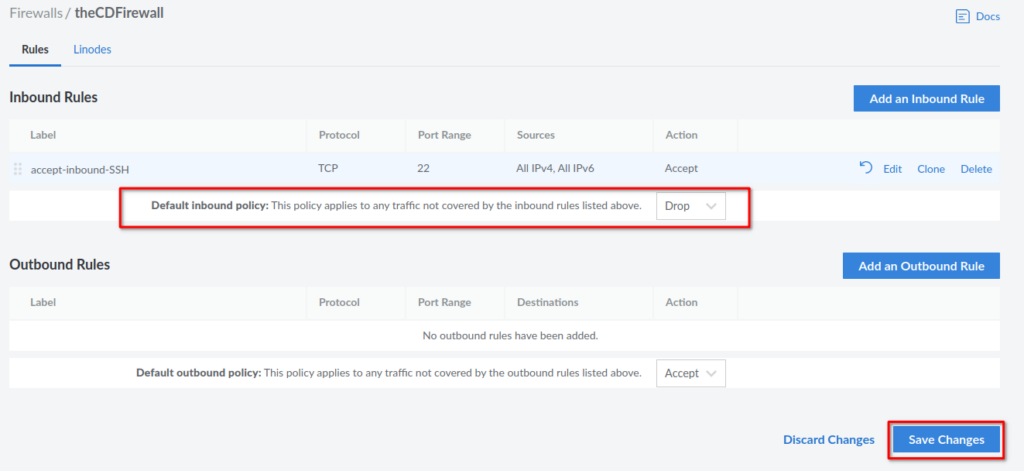 Firewalls / theCDFirewall
Docs
Rules Linodes
Inbound Rules
Add an Inbound Rule
Label Protocol Port Range Sources Action
accept-inbound-SSH TCP 22 All IPv4, All IPv6 Accept Edit Clone Delete
Default inbound policy: This policy applies to any traffic not covered by the inbound rules listed above. Drop
Outbound Rules
Add an Outbound Rule
Label Protocol Port Range Destinations Action
No outbound rules have been added.
Default outbound policy: This policy applies to any traffic not covered by the outbound rules listed above. Accept
Discard Changes Save Changes